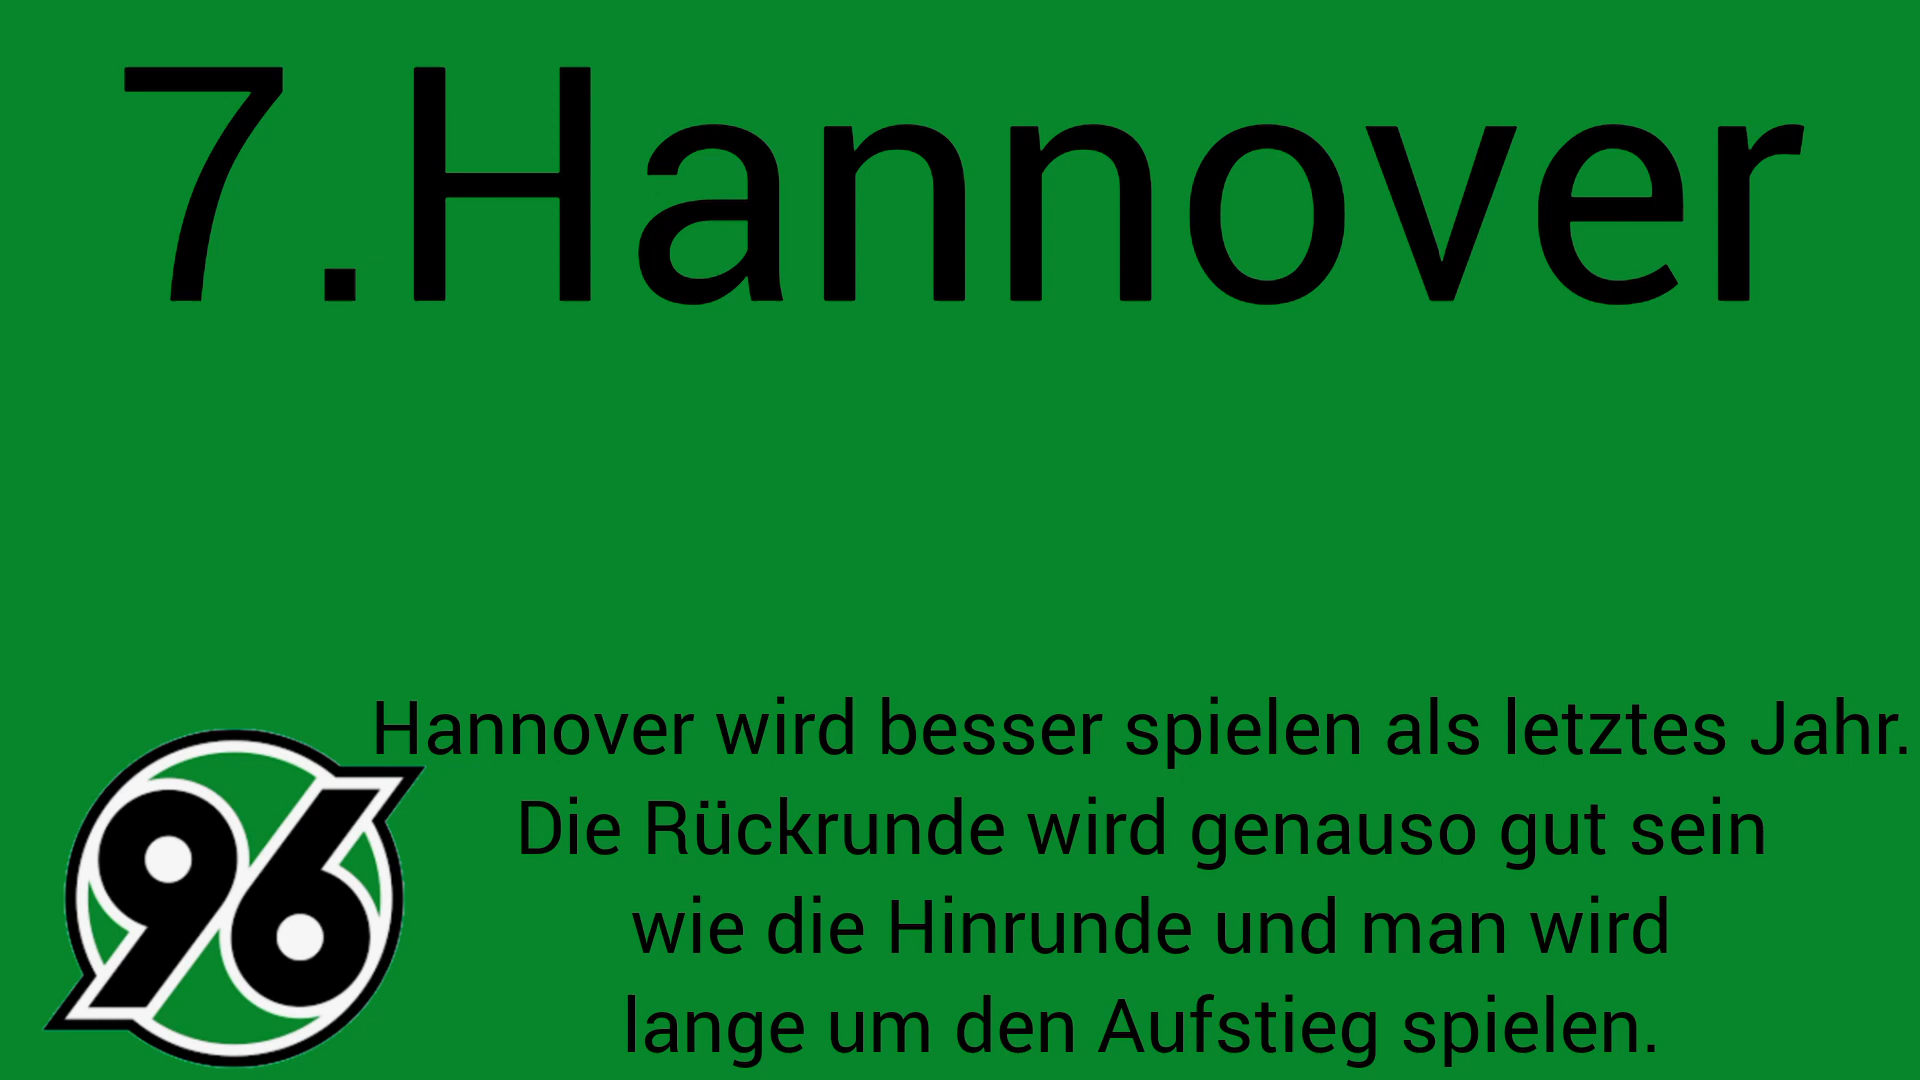 7.Hannover
Hannover wird besser spielen als letztes Jahr.
Die Rückrunde wird genauso gut sein
wie die Hinrunde und man wird
lange um den Aufstieg spielen.
96